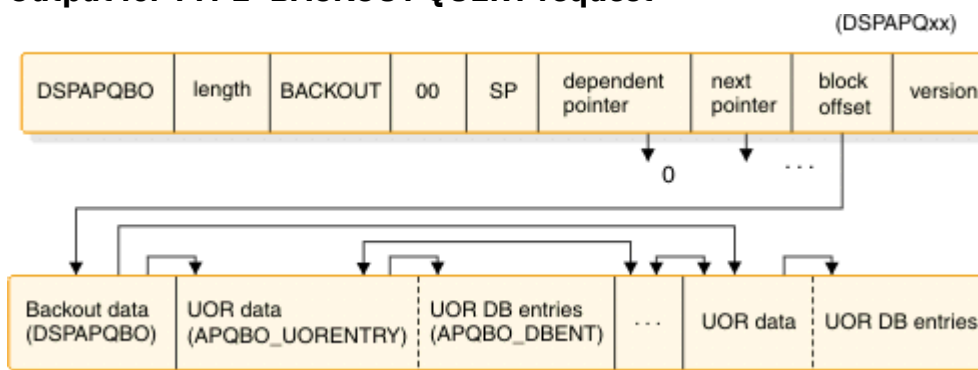 (DSPAPQxx)
DSPAPQBO length BACKOUT 00 SP dependent pointer next pointer block offset version
0 ...
Backout data (DSPAPQBO) UOR data (APQBO_UORENTRY) UOR DB entries (APQBO_DBENT) ... UOR data UOR DB entries